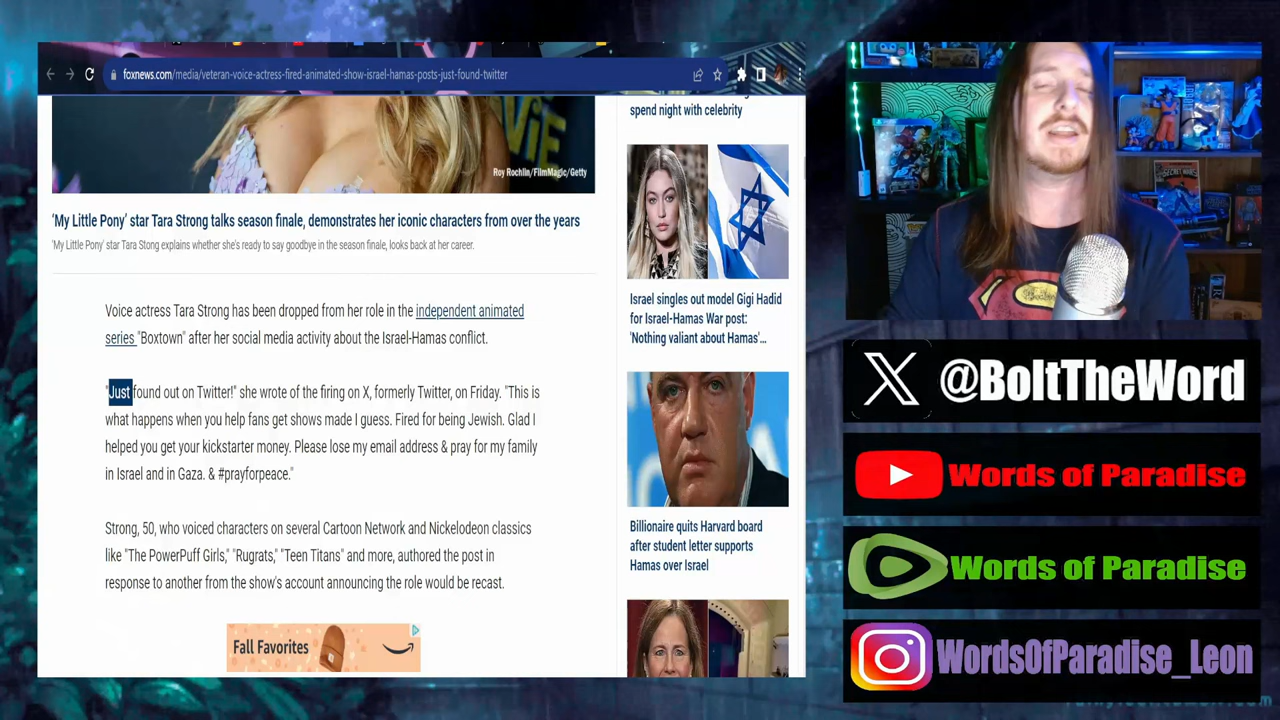 foxnews.com/media/veteran-voice-actress-fired-animated-show-israel-hamas-posts-just-found-twitter
Roy Rochlin/FilmMagic/Getty
'My Little Pony' star Tara Strong talks season finale, demonstrates her iconic characters from over the years
'My Little Pony' star Tara Stong explains whether she's ready to say goodbye in the season finale, looks back at her career.
Voice actress Tara Strong has been dropped from her role in the independent animated
series "Boxtown" after her social media activity about the Israel-Hamas conflict.
"Just found out on Twitter!" she wrote of the firing on X, formerly Twitter, on Friday. "This is
what happens when you help fans get shows made I guess. Fired for being Jewish. Glad I
helped you get your kickstarter money. Please lose my email address & pray for my family
in Israel and in Gaza. & #prayforpeace."
Strong, 50, who voiced characters on several Cartoon Network and Nickelodeon classics
like "The PowerPuff Girls," "Rugrats," "Teen Titans" and more, authored the post in
response to another from the show's account announcing the role would be recast.
Fall Favorites
spend night with celebrity
Israel singles out model Gigi Hadid
for Israel-Hamas War post:
'Nothing valiant about Hamas'...
Billionaire quits Harvard board
after student letter supports
Hamas over Israel
SECRET WARS
X @BoltTheWord
Words of Paradise
Words of Paradise
WordsOfParadise_Leon